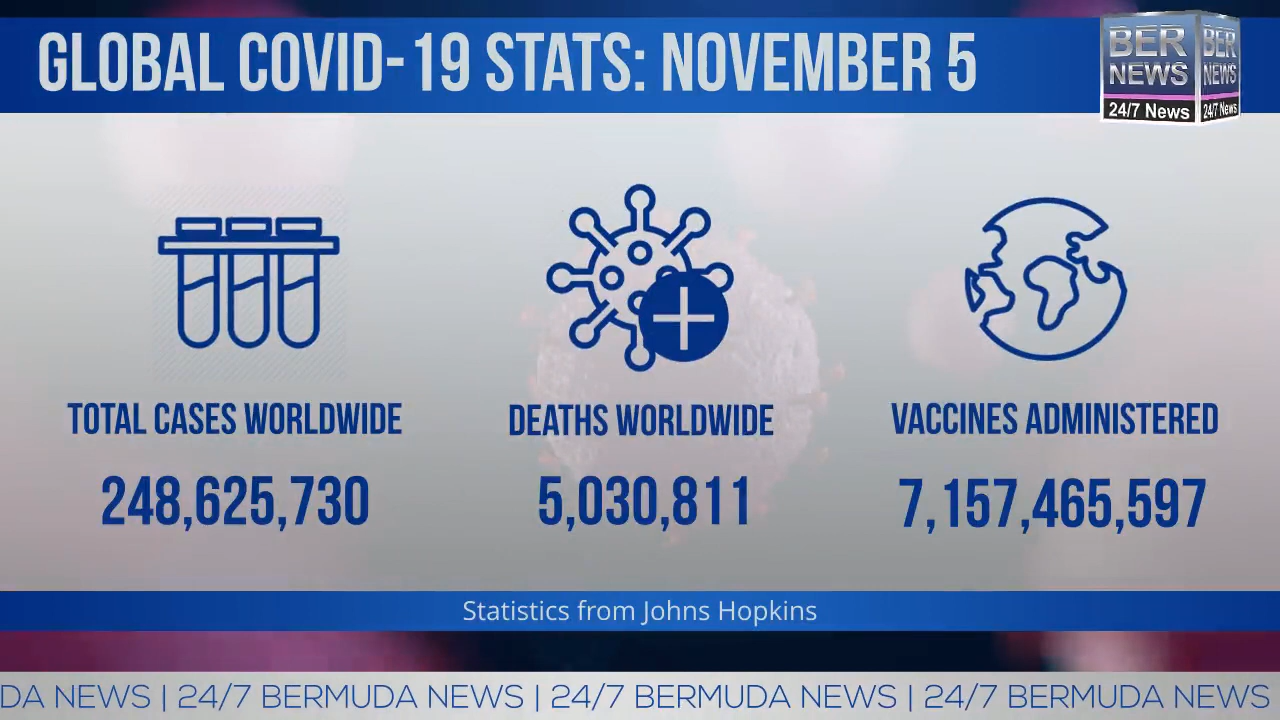 GLOBAL COVID-19 STATS: NOVEMBER 5
BER NEWS 24/7 News
BER NEWS 24/7 News
TOTAL CASES WORLDWIDE
248,625,730
DEATHS WORLDWIDE
5,030,811
VACCINES ADMINISTERED
7,157,465,597
Statistics from Johns Hopkins
DA NEWS | 24/7 BERMUDA NEWS | 24/7 BERMUDA NEWS | 24/7 BERMUDA NEWS